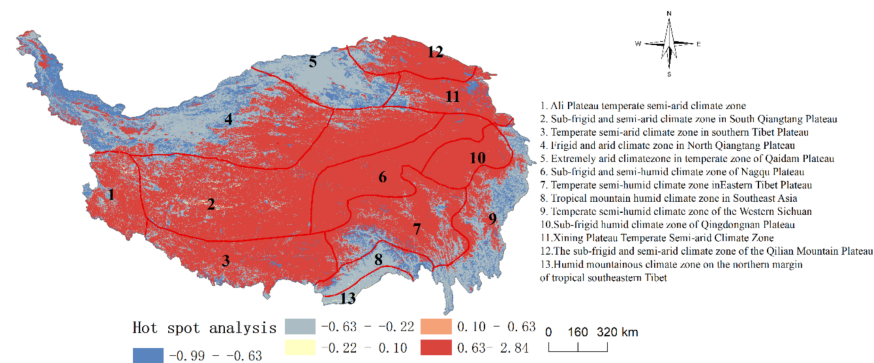 N
W E
S
12
5
11
4
10
6
1
2
9
7
3
8
13
1. Ali Plateau temperate semi-arid climate zone
2. Sub-frigid and semi-arid climate zone in South Qiangtang Plateau
3. Temperate semi-arid climate zone in southern Tibet Plateau
4. Frigid and arid climate zone in North Qiangtang Plateau
5. Extremely arid climatezone in temperate zone of Qaidam Plateau
6. Sub-frigid and semi-humid climate zone of Nagqu Plateau
7. Temperate semi-humid climate zone inEastern Tibet Plateau
8. Tropical mountain humid climate zone in Southeast Asia
9. Temperate semi-humid climate zone of the Western Sichuan
10.Sub-frigid humid climate zone of Qingdongnan Plateau
11.Xining Plateau Temperate Semi-arid Climate Zone
12.The sub-frigid and semi-arid climate zone of the Qilian Mountain Plateau
13.Humid mountainous climate zone on the northern margin
of tropical southeastern Tibet
Hot spot analysis
-0.99 - -0.63
-0.63 - -0.22
-0.22 - 0.10
0.10 - 0.63
0.63- 2.84
0 160 320 km